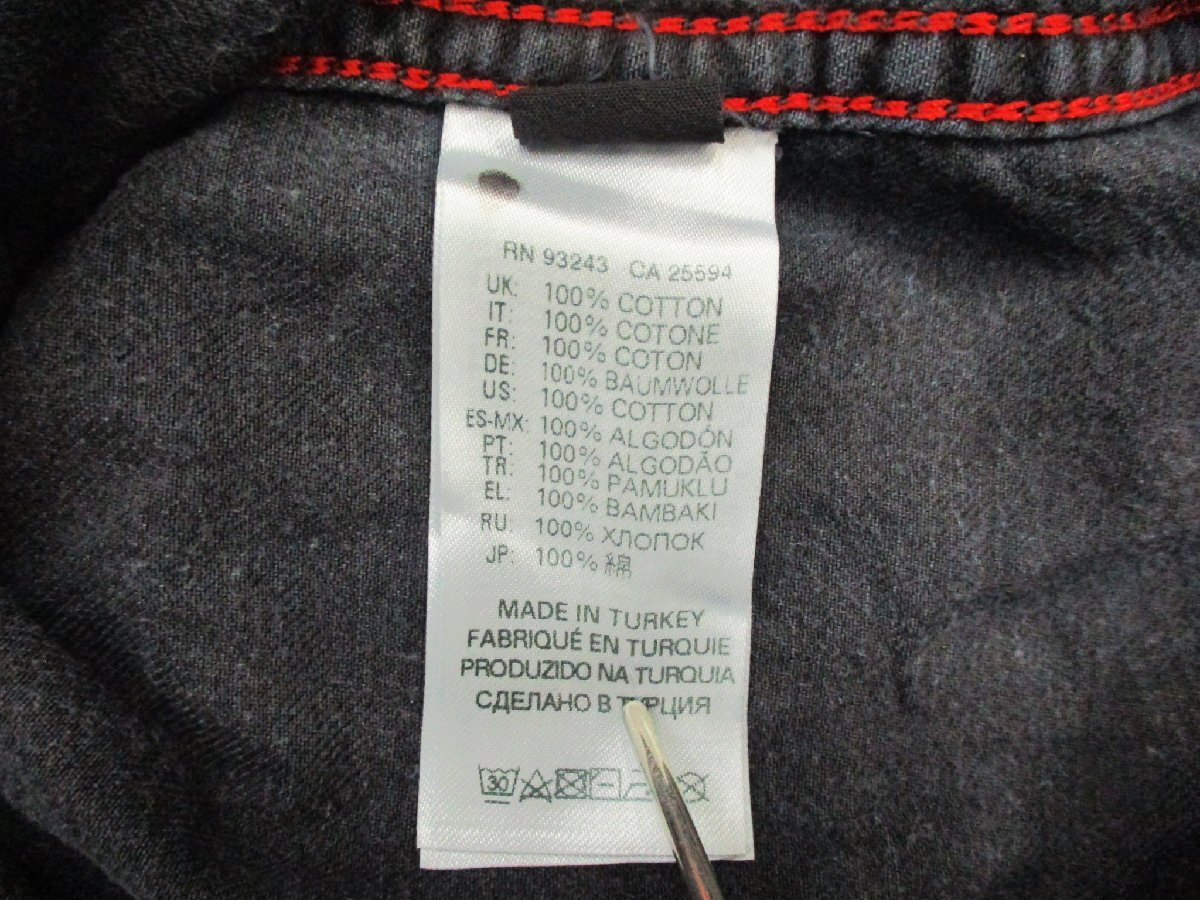 RN 93243 CA 25594
UK: 100% COTTON
IT: 100% COTONE
FR: 100% COTON
DE: 100% BAUMWOLLE
US: 100% COTTON
ES-MX: 100% ALGODÓN
PT: 100% ALGODÃO
TR: 100% PAMUKLU
EL: 100% BAMBAKI
RU: 100% ХЛОПОК
JP: 100% 綿
MADE IN TURKEY
FABRIQUÉ EN TURQUIE
PRODUZIDO NA TURQUIA
СДЕЛАНО В ТУРЦИЯ
30